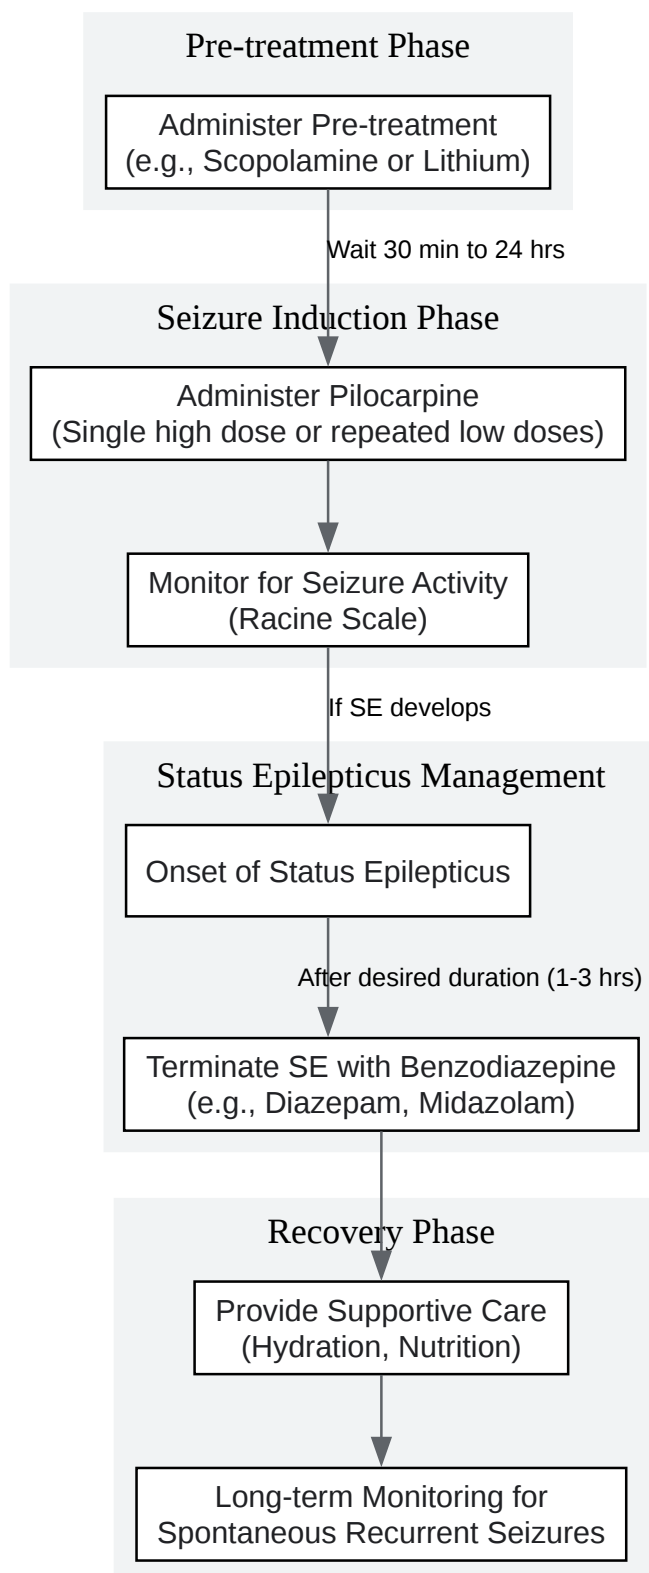 Pre-treatment Phase
Administer Pre-treatment
(e.g., Scopolamine or Lithium)
Wait 30 min to 24 hrs
Seizure Induction Phase
Administer Pilocarpine
(Single high dose or repeated low doses)
Monitor for Seizure Activity
(Racine Scale)
If SE develops
Status Epilepticus Management
Onset of Status Epilepticus
After desired duration (1-3 hrs)
Terminate SE with Benzodiazepine
(e.g., Diazepam, Midazolam)
Recovery Phase
Provide Supportive Care
(Hydration, Nutrition)
Long-term Monitoring for
Spontaneous Recurrent Seizures